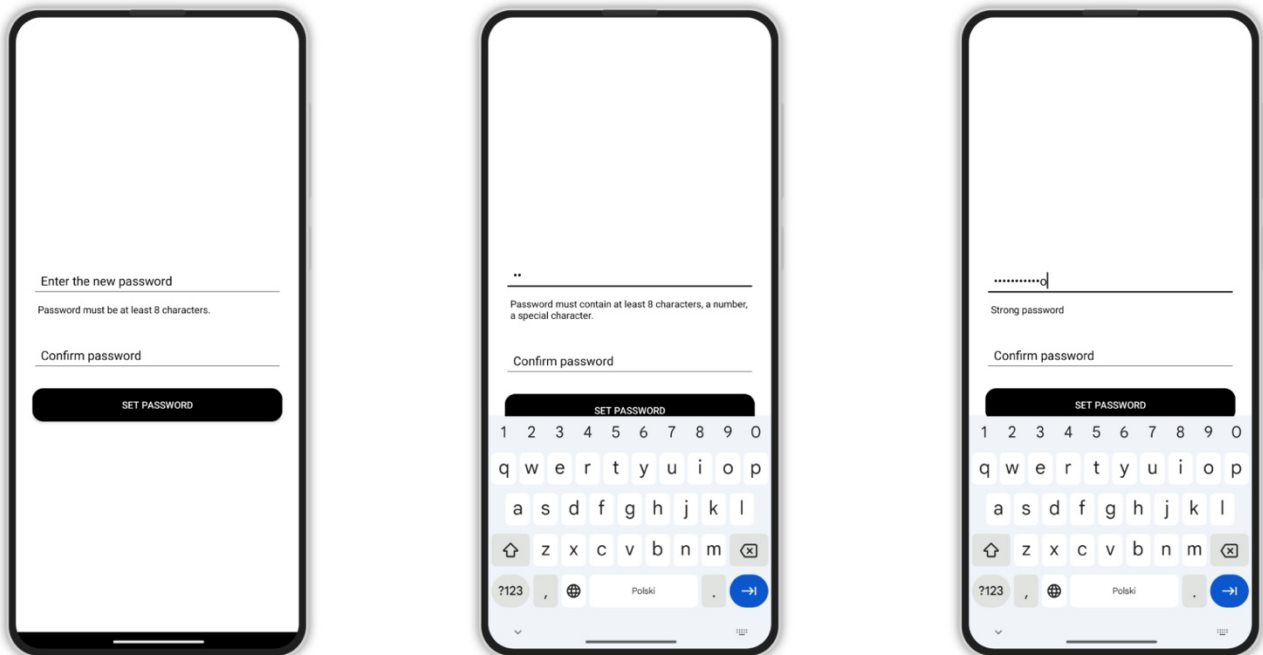 Enter the new password
Password must be at least 8 characters.
Confirm password
SET PASSWORD
••
Password must contain at least 8 characters, a number,
a special character.
Confirm password
SET PASSWORD
1 2 3 4 5 6 7 8 9 0
q w e r t y u i o p
a s d f g h j k l
z x c v b n m
?123 , Polski .
•••••••••••o
Strong password
Confirm password
SET PASSWORD
1 2 3 4 5 6 7 8 9 0
q w e r t y u i o p
a s d f g h j k l
z x c v b n m
?123 , Polski .